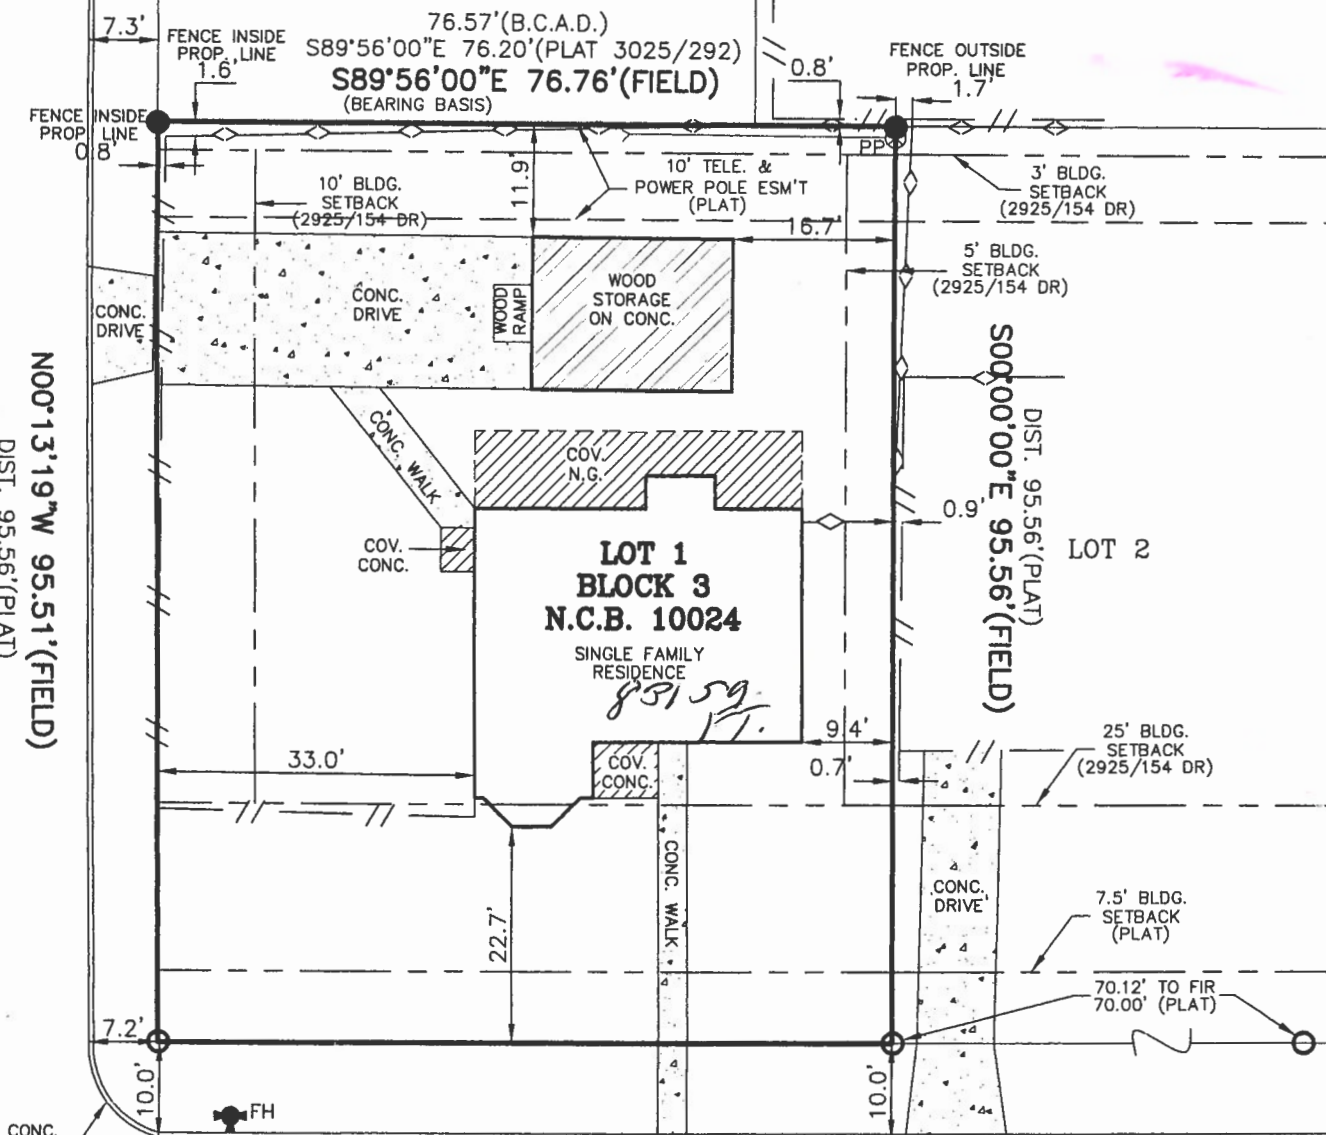 7.3'
76.57'(B.C.A.D.)
S89°56'00"E 76.20'(PLAT 3025/292)
S89°56'00"E 76.76'(FIELD)
(BEARING BASIS)
FENCE INSIDE
PROP. LINE
1.6'
FENCE INSIDE
PROP. LINE
0.8'
0.8'
FENCE OUTSIDE
PROP. LINE
1.7'
PP
10' BLDG.
SETBACK
(2925/154 DR)
11.9'
10' TELE. &
POWER POLE ESM'T
(PLAT)
16.7'
3' BLDG.
SETBACK
(2925/154 DR)
5' BLDG.
SETBACK
(2925/154 DR)
CONC.
DRIVE
CONC.
DRIVE
WOOD
RAMP
WOOD
STORAGE
ON CONC.
N00°13'19"W 95.51'(FIELD)
DIST. 95.56'(PLAT)
S00°00'00"E 95.56'(FIELD)
DIST. 95.56'(PLAT)
CONC. WALK
COV.
N.G.
COV.
CONC.
0.9'
LOT 2
LOT 1
BLOCK 3
N.C.B. 10024
SINGLE FAMILY
RESIDENCE
33.0'
COV.
CONC.
9.4'
0.7'
25' BLDG.
SETBACK
(2925/154 DR)
22.7'
CONC. WALK
CONC.
DRIVE
7.5' BLDG.
SETBACK
(PLAT)
70.12' TO FIR
70.00' (PLAT)
7.2'
10.0'
FH
10.0'
CONC.